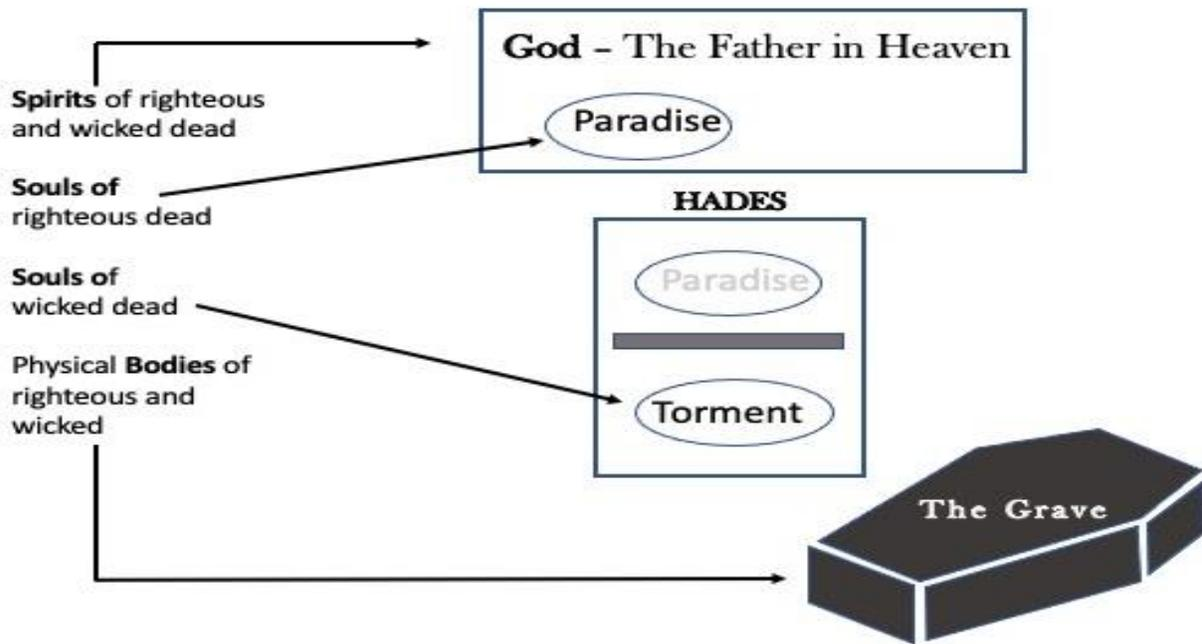 God – The Father in Heaven
Paradise
Spirits of righteous
and wicked dead
Souls of
righteous dead
Souls of
wicked dead
Physical Bodies of
righteous and
wicked
HADES
Paradise
Torment
The Grave